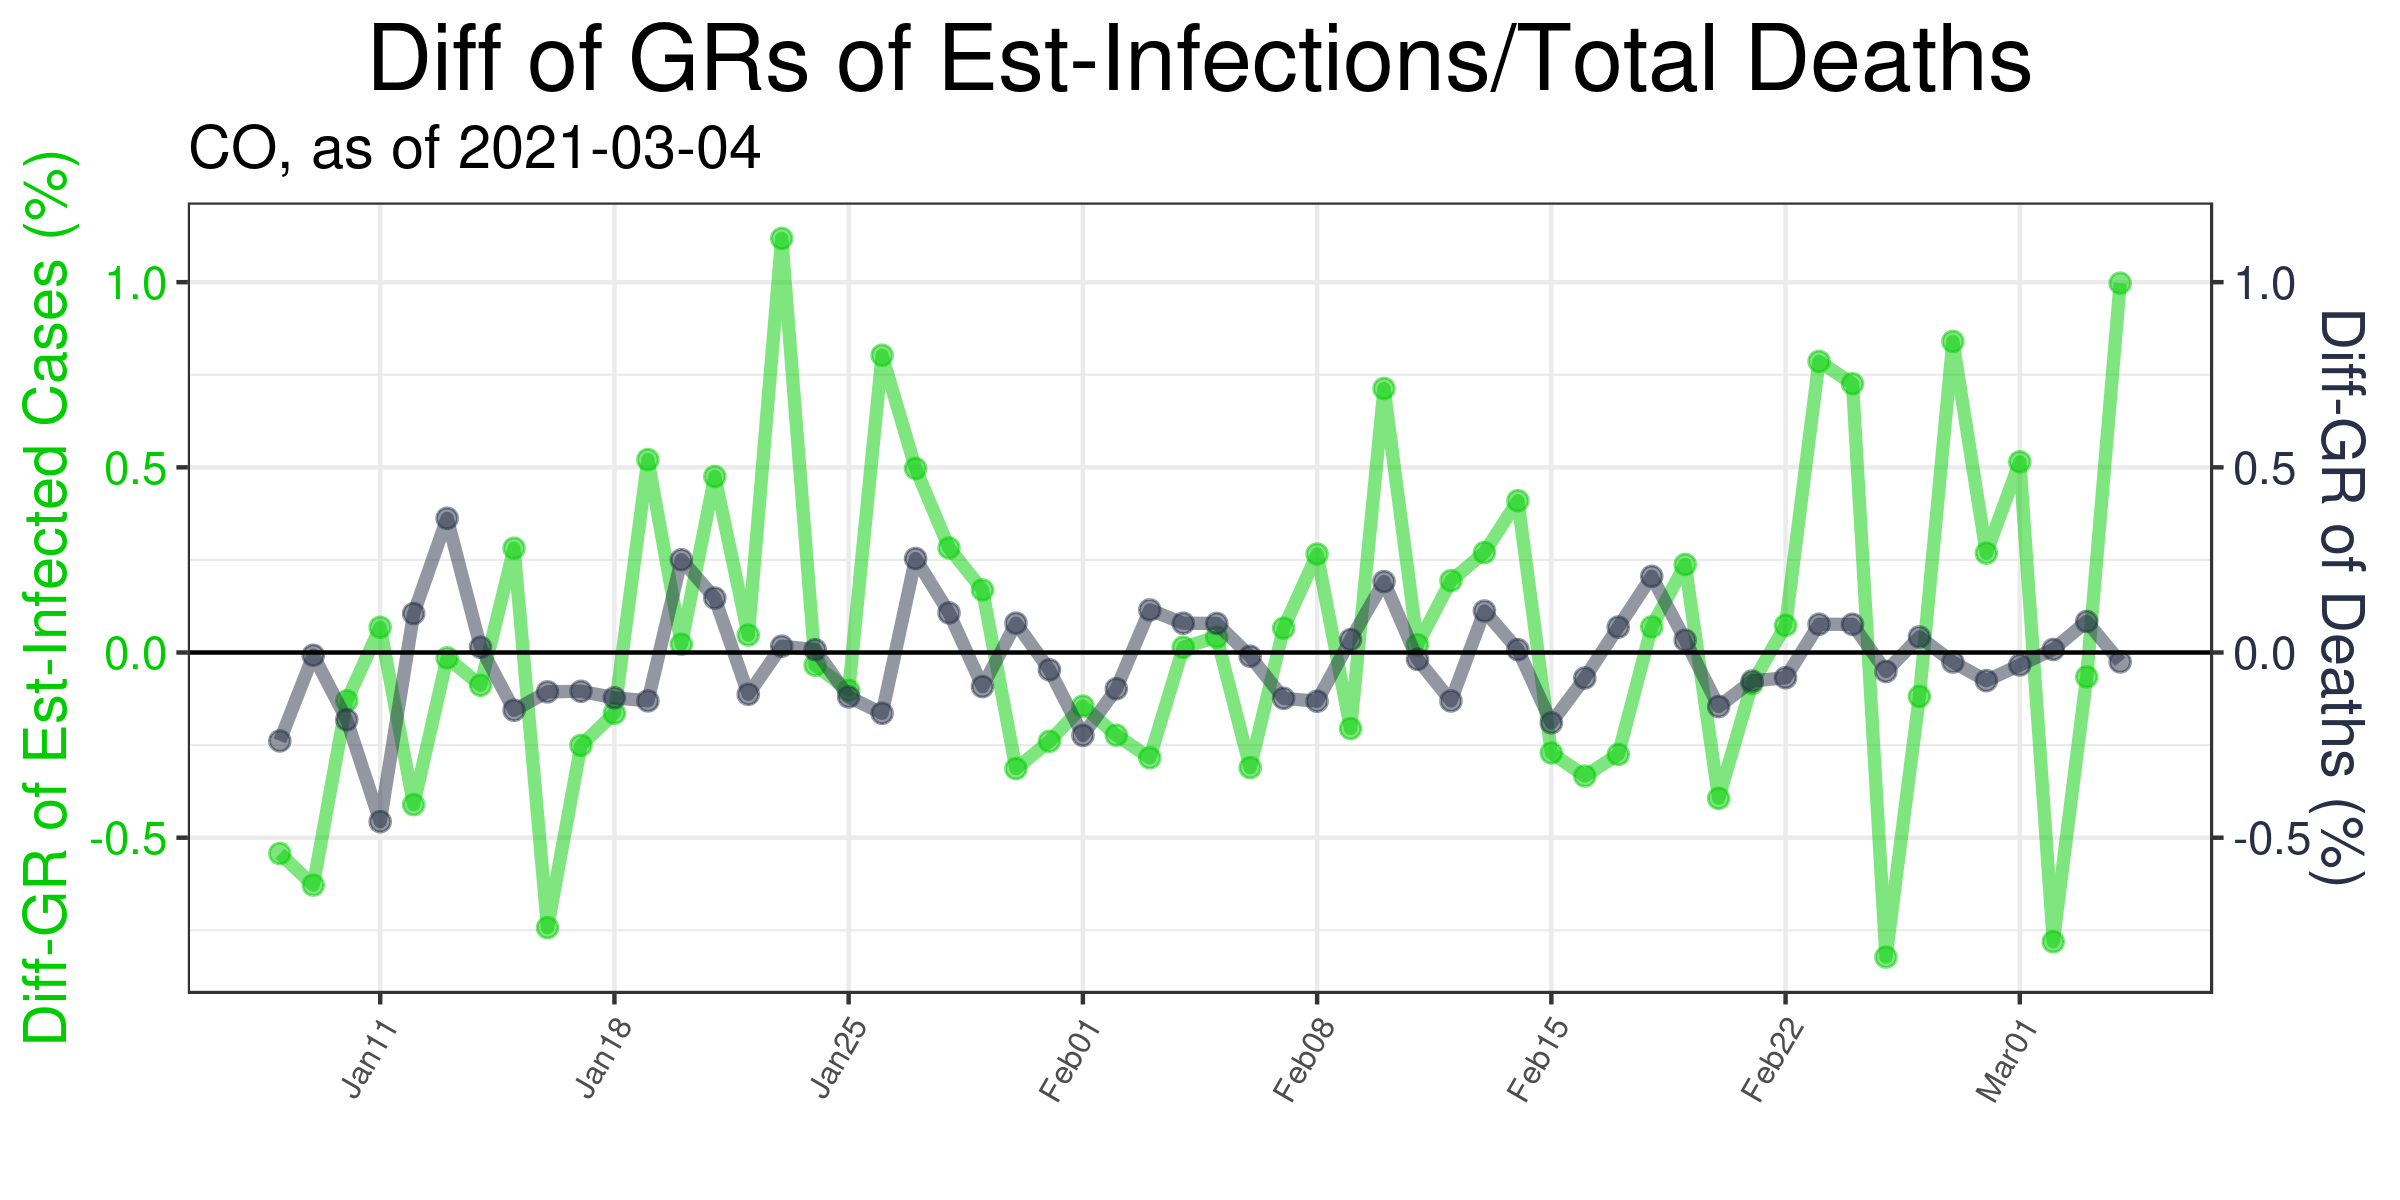 Diff of GRs of Est-Infections/Total Deaths
CO, as of 2021-03-04
Diff-GR of Est-Infected Cases (%)
1.0
0.5
0.0
-0.5
1.0
0.5
0.0
-0.5
Diff-GR of Deaths (%)
Jan11
Jan18
Jan25
Feb01
Feb08
Feb15
Feb22
Mar01